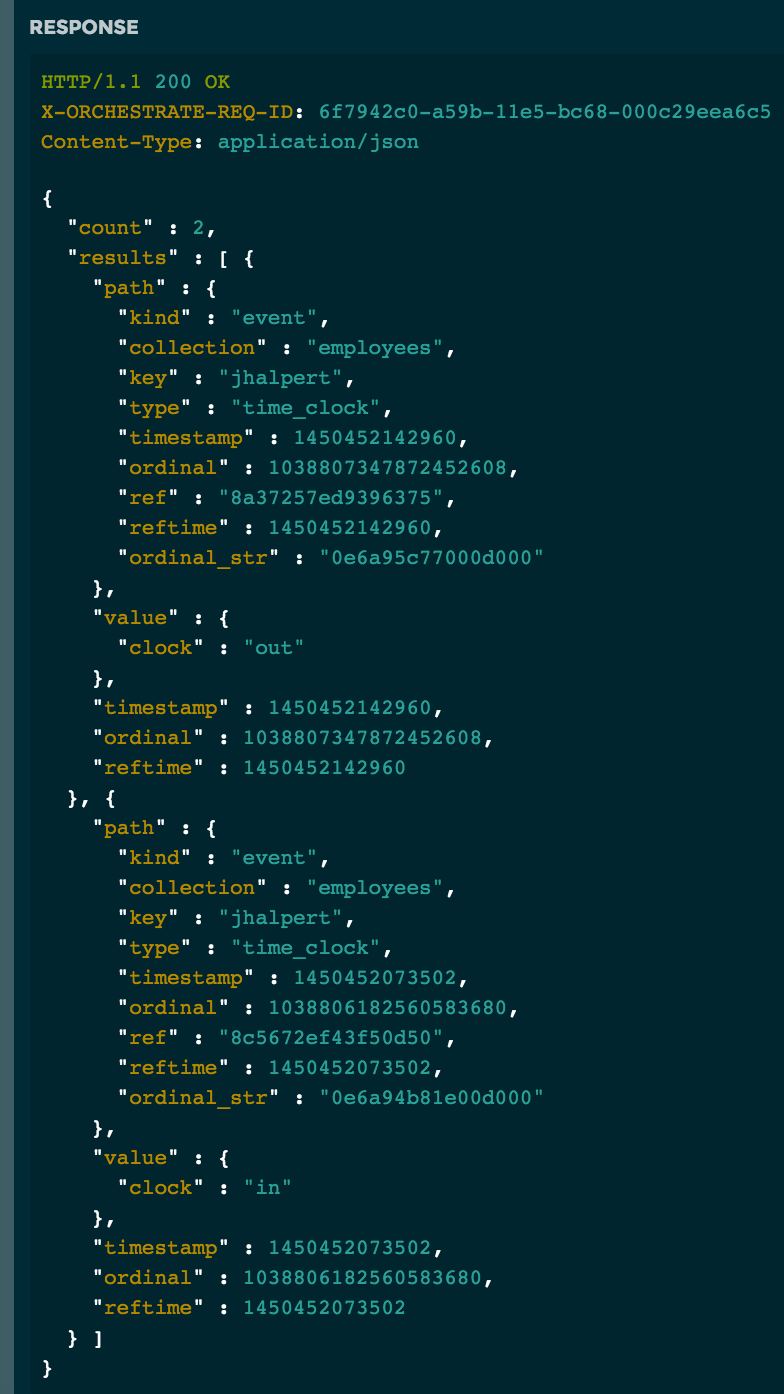 RESPONSE
HTTP/1.1 200 OK
X-ORCHESTRATE-REQ-ID: 6f7942c0-a59b-11e5-bc68-000c29eea6c5
Content-Type: application/json
{
  "count" : 2,
  "results" : [ {
    "path" : {
      "kind" : "event",
      "collection" : "employees",
      "key" : "jhalpert",
      "type" : "time_clock",
      "timestamp" : 1450452142960,
      "ordinal" : 1038807347872452608,
      "ref" : "8a37257ed9396375",
      "reftime" : 1450452142960,
      "ordinal_str" : "0e6a95c77000d000"
    },
    "value" : {
      "clock" : "out"
    },
    "timestamp" : 1450452142960,
    "ordinal" : 1038807347872452608,
    "reftime" : 1450452142960
  }, {
    "path" : {
      "kind" : "event",
      "collection" : "employees",
      "key" : "jhalpert",
      "type" : "time_clock",
      "timestamp" : 1450452073502,
      "ordinal" : 1038806182560583680,
      "ref" : "8c5672ef43f50d50",
      "reftime" : 1450452073502,
      "ordinal_str" : "0e6a94b81e00d000"
    },
    "value" : {
      "clock" : "in"
    },
    "timestamp" : 1450452073502,
    "ordinal" : 1038806182560583680,
    "reftime" : 1450452073502
  } ]
}